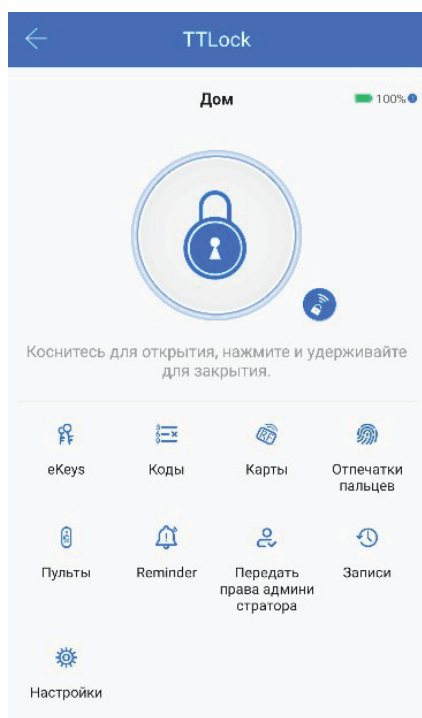 TTLock
Дом
100%
Коснитесь для открытия, нажмите и удерживайте
для закрытия.
eKeys
Коды
Карты
Отпечатки
пальцев
Пульты
Reminder
Передать
права админи
стратора
Записи
Настройки